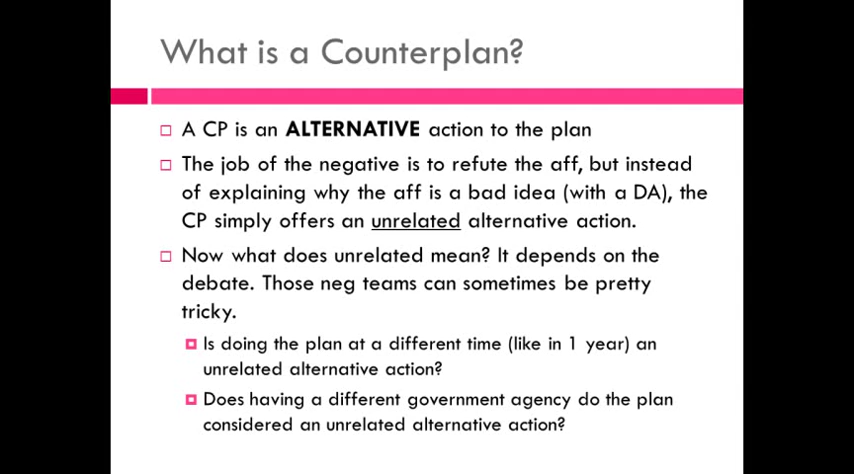 What is a Counterplan?
A CP is an ALTERNATIVE action to the plan
The job of the negative is to refute the aff, but instead
of explaining why the aff is a bad idea (with a DA), the
CP simply offers an unrelated alternative action.
Now what does unrelated mean? It depends on the
debate. Those neg teams can sometimes be pretty
tricky.
Is doing the plan at a different time (like in 1 year) an
unrelated alternative action?
Does having a different government agency do the plan
considered an unrelated alternative action?